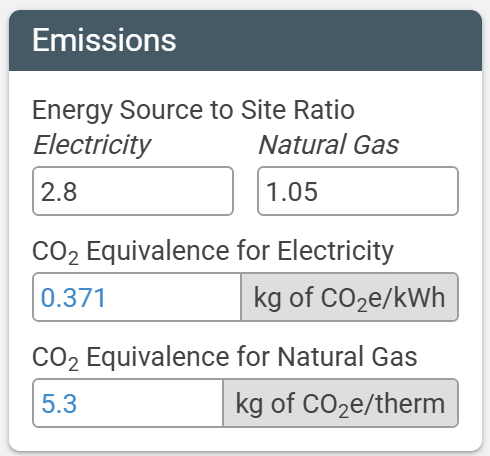 Emissions
Energy Source to Site Ratio
Electricity Natural Gas
2.8 1.05
CO₂ Equivalence for Electricity
0.371 kg of CO₂e/kWh
CO₂ Equivalence for Natural Gas
5.3 kg of CO₂e/therm